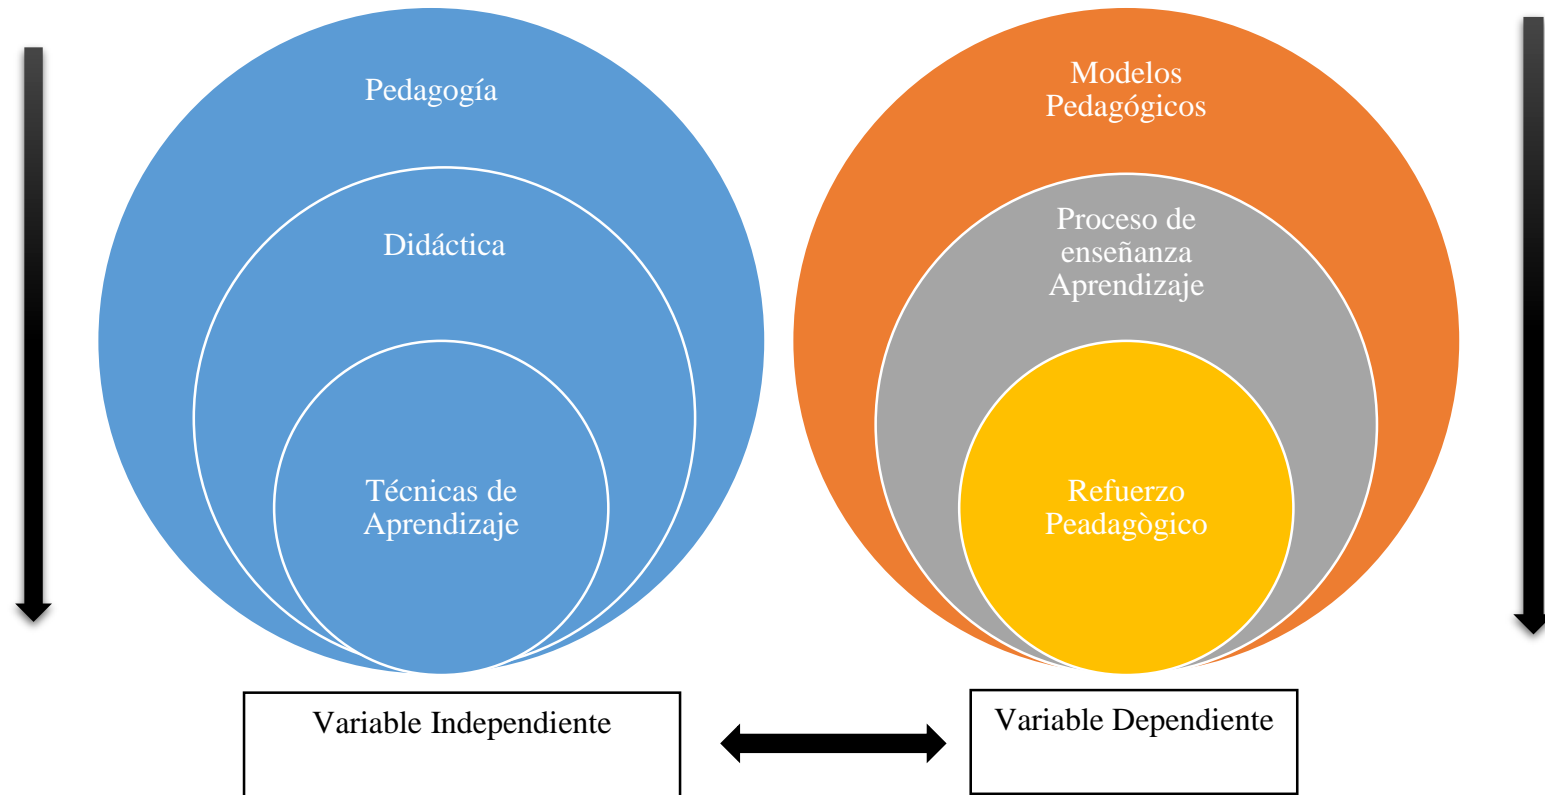 Pedagogía
Didáctica
Técnicas de
Aprendizaje
Modelos
Pedagógicos
Proceso de
enseñanza
Aprendizaje
Refuerzo
Peadagògico
Variable Independiente
Variable Dependiente